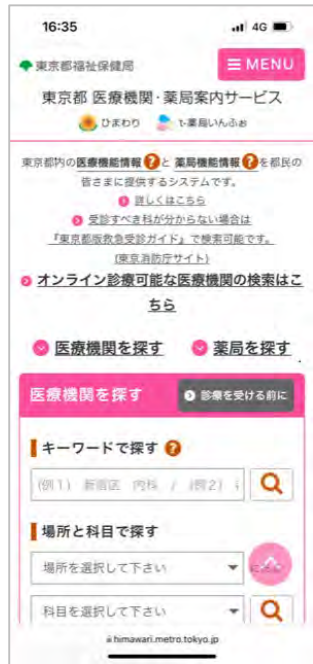 16:35
4G
東京都福祉保健局
≡ MENU
東京都 医療機関・薬局案内サービス
ひまわり t-薬局いんふぉ
東京都内の医療機能情報?と 薬局機能情報?を都民の
皆さまに提供するシステムです。
詳しくはこちら
受診すべき科が分からない場合は
『東京都版救急受診ガイド』で検索可能です。
(東京消防庁サイト)
オンライン診療可能な医療機関の検索はこ
ちら
医療機関を探す 薬局を探す
医療機関を探す 診療を受ける前に
キーワードで探す ?
(例1) 新宿区 内科 / (例2)
場所と科目で探す
場所を選択して下さい
科目を選択して下さい
himawari.metro.tokyo.jp